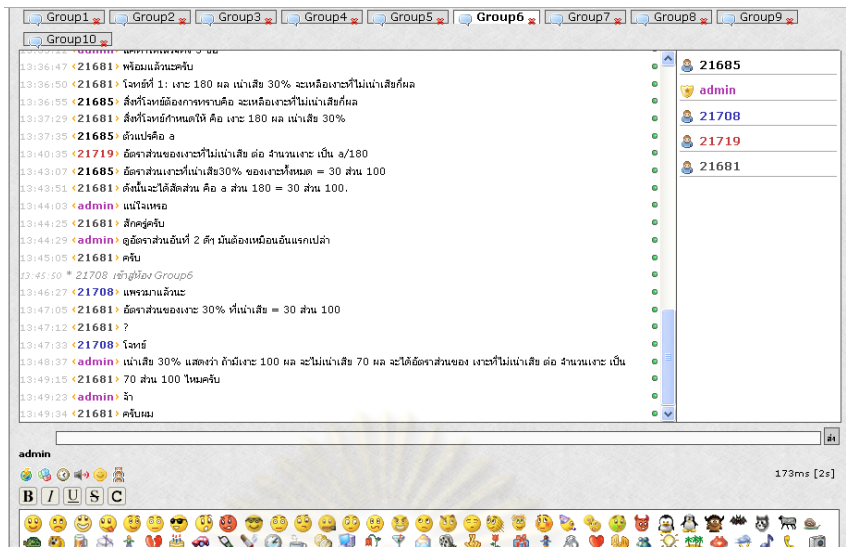 Group1 Group2 Group3 Group4 Group5 Group6 Group7 Group8 Group9
Group10
13:36:47 <21681> พร้อมแล้วนะครับ
13:36:50 <21681> โจทย์ที่ 1: เงาะ 180 ผล เน่าเสีย 30% จะเหลือเงาะที่ไม่เน่าเสียกี่ผล
13:36:55 <21685> สิ่งที่โจทย์ต้องการทราบคือ จะเหลือเงาะที่ไม่เน่าเสียกี่ผล
13:37:29 <21681> สิ่งที่โจทย์กำหนดให้ คือ เงาะ 180 ผล เน่าเสีย 30%
13:37:35 <21685> ตัวแปรคือ a
13:40:35 <21719> อัตราส่วนของเงาะที่ไม่เน่าเสีย ต่อ จำนวนเงาะ เป็น a/180
13:43:07 <21685> อัตราส่วนเงาะที่เน่าเสีย30% ของเงาะทั้งหมด = 30 ส่วน 100
13:43:51 <21681> ดังนั้นจะได้สัดส่วน คือ a ส่วน 180 = 30 ส่วน 100.
13:44:03 <admin> แน่ใจเหรอ
13:44:25 <21681> สักครู่ครับ
13:44:29 <admin> ดูอัตราส่วนอันที่ 2 ดีๆ มันต้องเหมือนอันแรกเปล่า
13:45:05 <21681> ครับ
13:45:50 * 21708 เข้าสู่ห้อง Group6
13:46:27 <21708> แพรวมาแล้วนะ
13:47:05 <21681> อัตราส่วนของเงาะ 30% ที่เน่าเสีย = 30 ส่วน 100
13:47:12 <21681> ?
13:47:33 <21708> โจทย์
13:48:37 <admin> เน่าเสีย 30% แสดงว่า ถ้ามีเงาะ 100 ผล จะไม่เน่าเสีย 70 ผล จะได้อัตราส่วนของ เงาะที่ไม่เน่าเสีย ต่อ จำนวนเงาะ เป็น
13:49:15 <21681> 70 ส่วน 100 ไหมครับ
13:49:23 <admin> จ้า
13:49:34 <21681> ครับผม
21685
admin
21708
21719
21681
ส่ง
admin
173ms [2s]
B I U S C